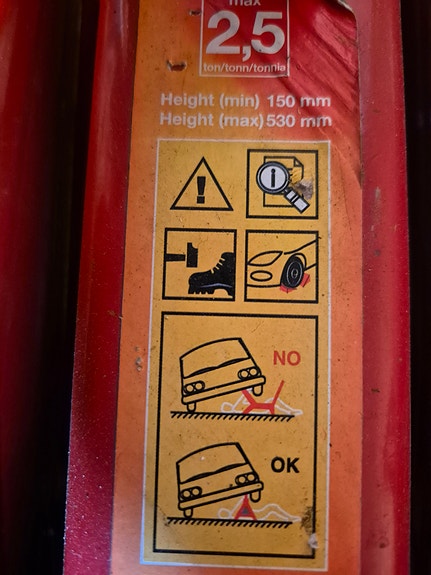 max
2,5
ton/tonn/tonnia
Height (min) 150 mm
Height (max) 530 mm
!
i
NO
OK